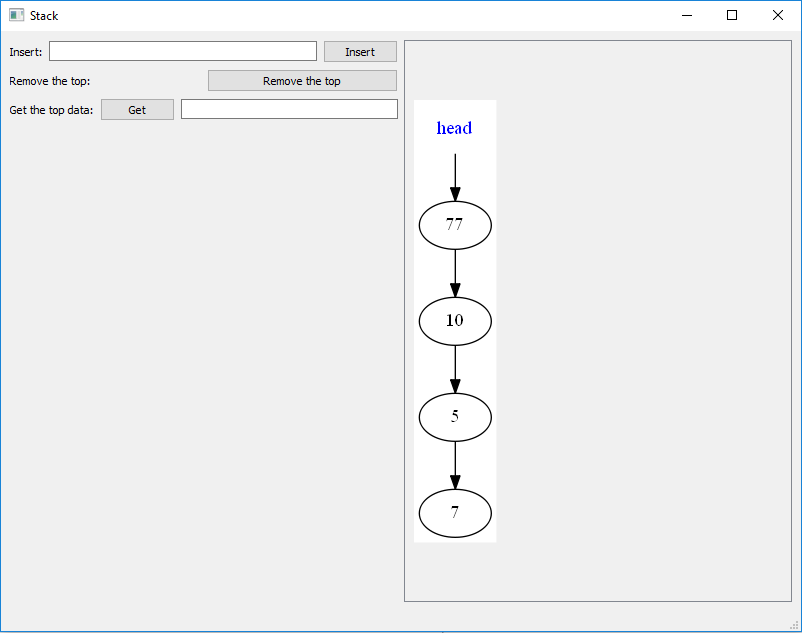 Stack
Insert: Insert
Remove the top: Remove the top
Get the top data: Get
head
77
10
5
7